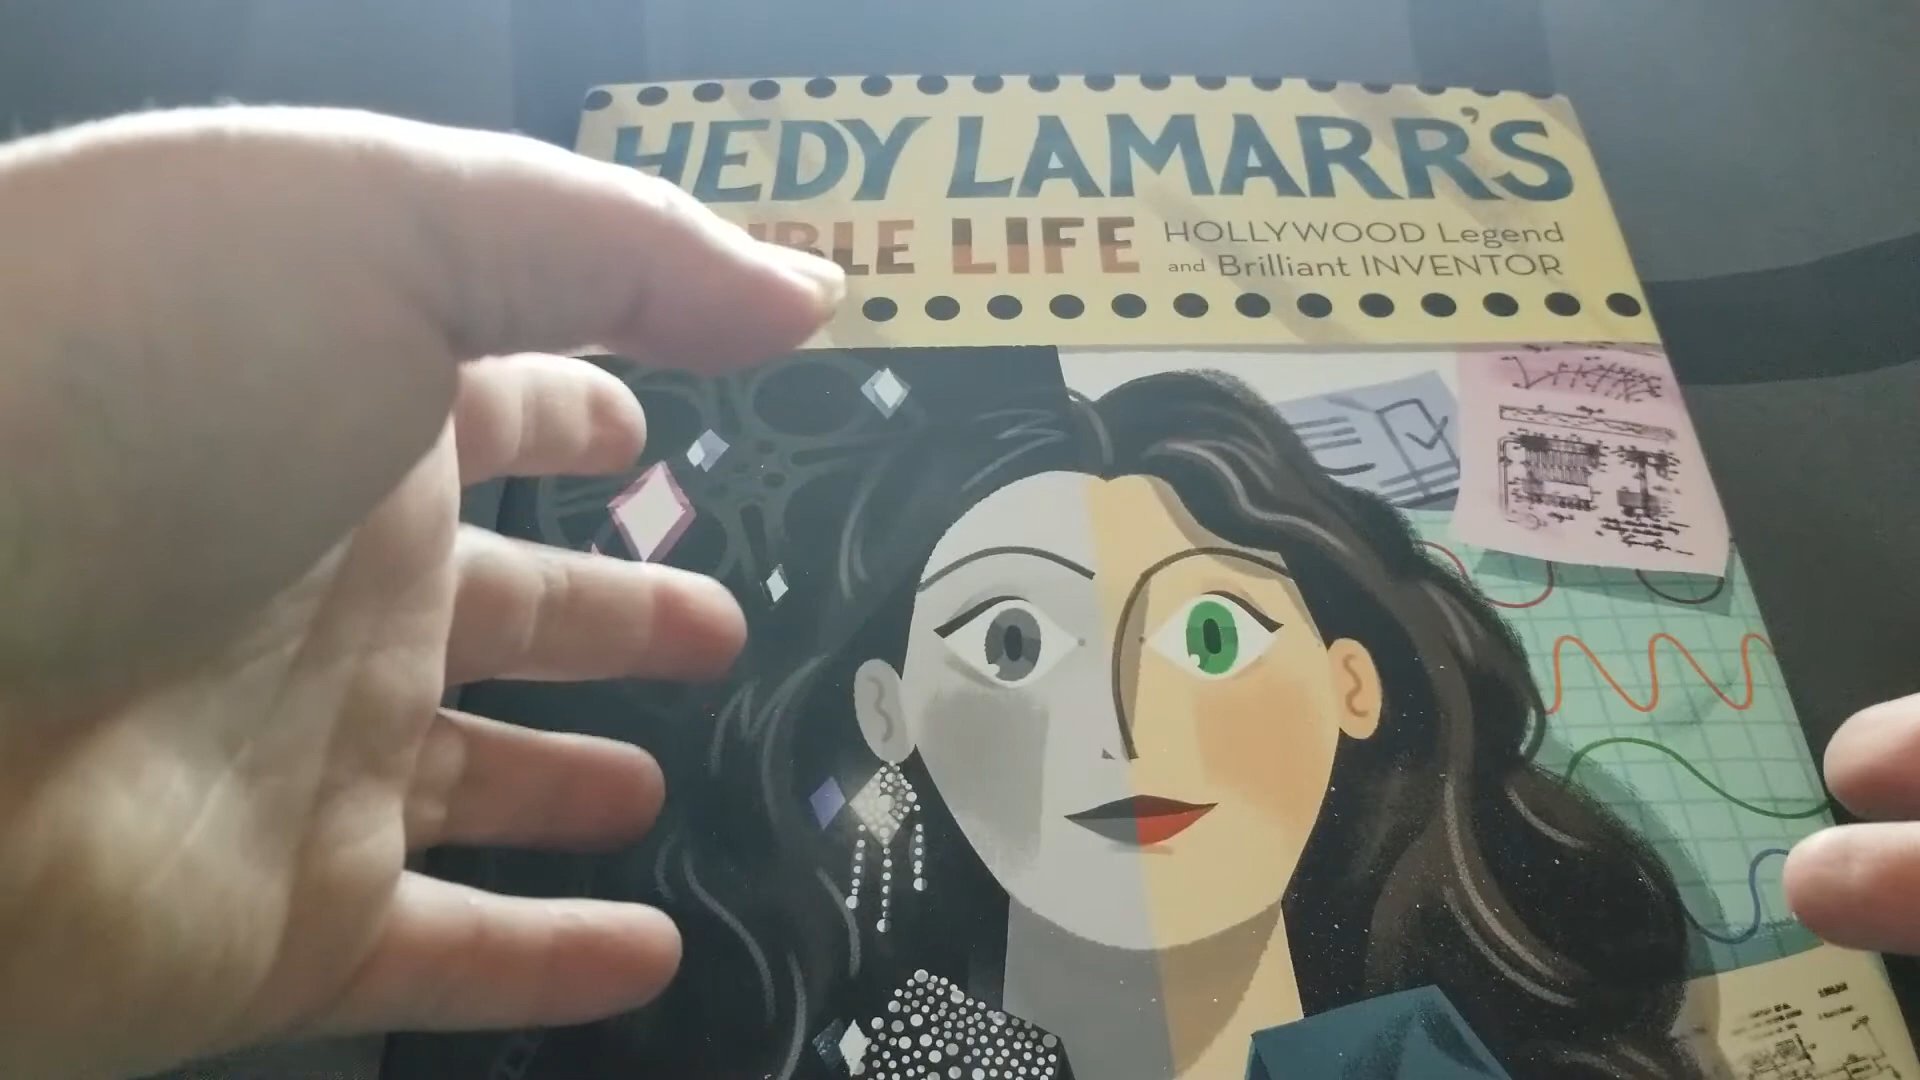 HEDY LAMARR'S
BLE LIFE
HOLLYWOOD Legend
and Brilliant INVENTOR